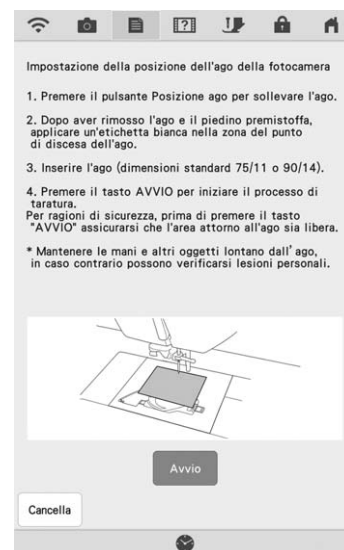 Impostazione della posizione dell'ago della fotocamera
1. Premere il pulsante Posizione ago per sollevare l'ago.
2. Dopo aver rimosso l'ago e il piedino premistoffa,
applicare un'etichetta bianca nella zona del punto
di discesa dell'ago.
3. Inserire l'ago (dimensioni standard 75/11 o 90/14).
4. Premere il tasto AVVIO per iniziare il processo di
taratura.
Per ragioni di sicurezza, prima di premere il tasto
"AVVIO" assicurarsi che l'area attorno all'ago sia libera.
* Mantenere le mani e altri oggetti lontano dall'ago,
in caso contrario possono verificarsi lesioni personali.
Avvio
Cancella